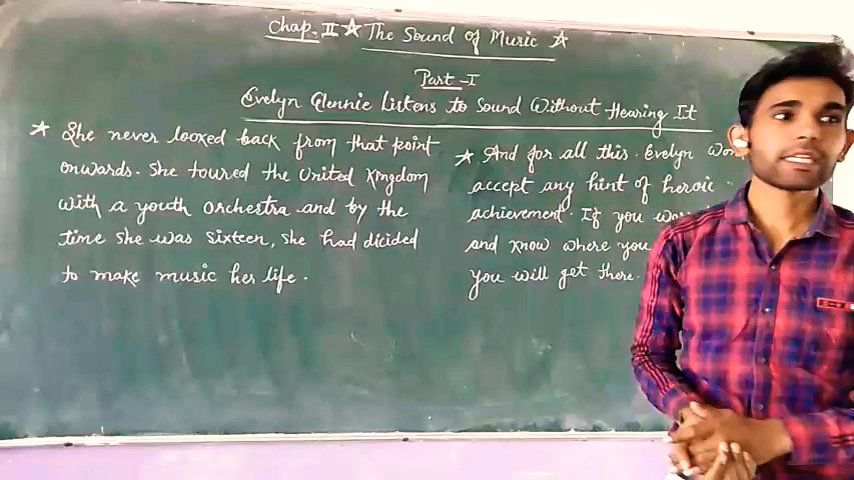 Chap. II ☆ The Sound of Music ☆
Part-I
Evelyn Glennie Listens to Sound Without Hearing It
☆ She never looked back from that point
onwards. She toured the United Kingdom
with a youth orchestra and by the
time she was sixteen, she had dicided
to make music her life.
☆ And for all this. Evelyn
accept any hint of heroic
achievement. If you
and know where you
you will get there.